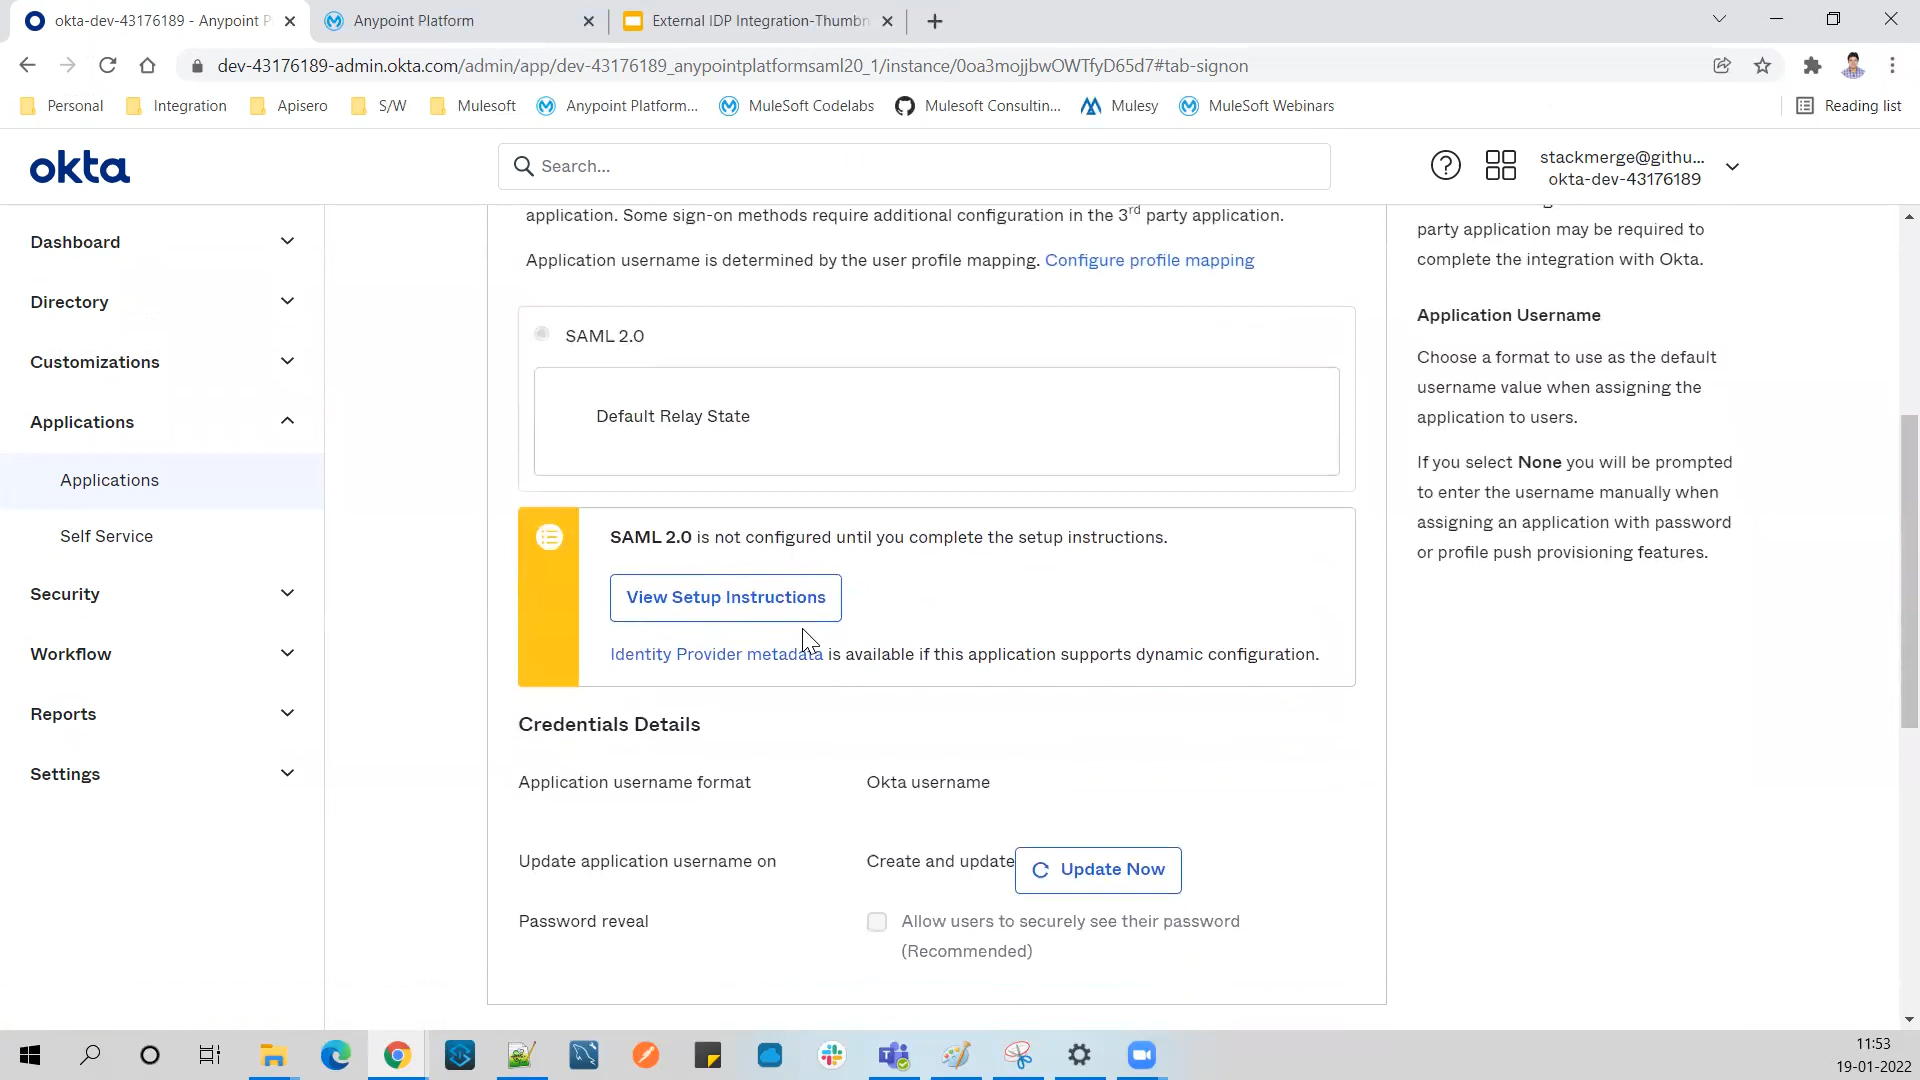 okta-dev-43176189 - Anypoint P
Anypoint Platform
External IDP Integration-Thumbn
dev-43176189-admin.okta.com/admin/app/dev-43176189_anypointplatformsaml20_1/instance/0oa3mojjbwOWTfyD65d7#tab-signon
Personal
Integration
Apisero
S/W
Mulesoft
Anypoint Platform...
MuleSoft Codelabs
Mulesoft Consultin...
Mulesy
MuleSoft Webinars
Reading list
okta
Search...
stackmerge@githu...
okta-dev-43176189
Dashboard
Directory
Customizations
Applications
Applications
Self Service
Security
Workflow
Reports
Settings
application. Some sign-on methods require additional configuration in the 3rd party application.
Application username is determined by the user profile mapping. Configure profile mapping
SAML 2.0
Default Relay State
SAML 2.0 is not configured until you complete the setup instructions.
View Setup Instructions
Identity Provider metadata is available if this application supports dynamic configuration.
Credentials Details
Application username format
Okta username
Update application username on
Create and update
Update Now
Password reveal
Allow users to securely see their password
(Recommended)
party application may be required to
complete the integration with Okta.
Application Username
Choose a format to use as the default
username value when assigning the
application to users.
If you select None you will be prompted
to enter the username manually when
assigning an application with password
or profile push provisioning features.
11:53
19-01-2022